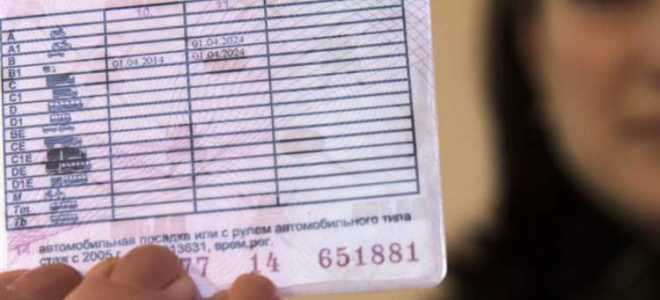 10 11
A
A1 01.04.2024
B 01.04.2014 01.04.2024
B1
C
C1
D
D1
BE
CE
C1E
DE
D1E
M
Tm
Tb
14. автомобильная посадка или с рулем автомобильного типа
стаж с 2005 13631, врем.рег.
77 14 651881